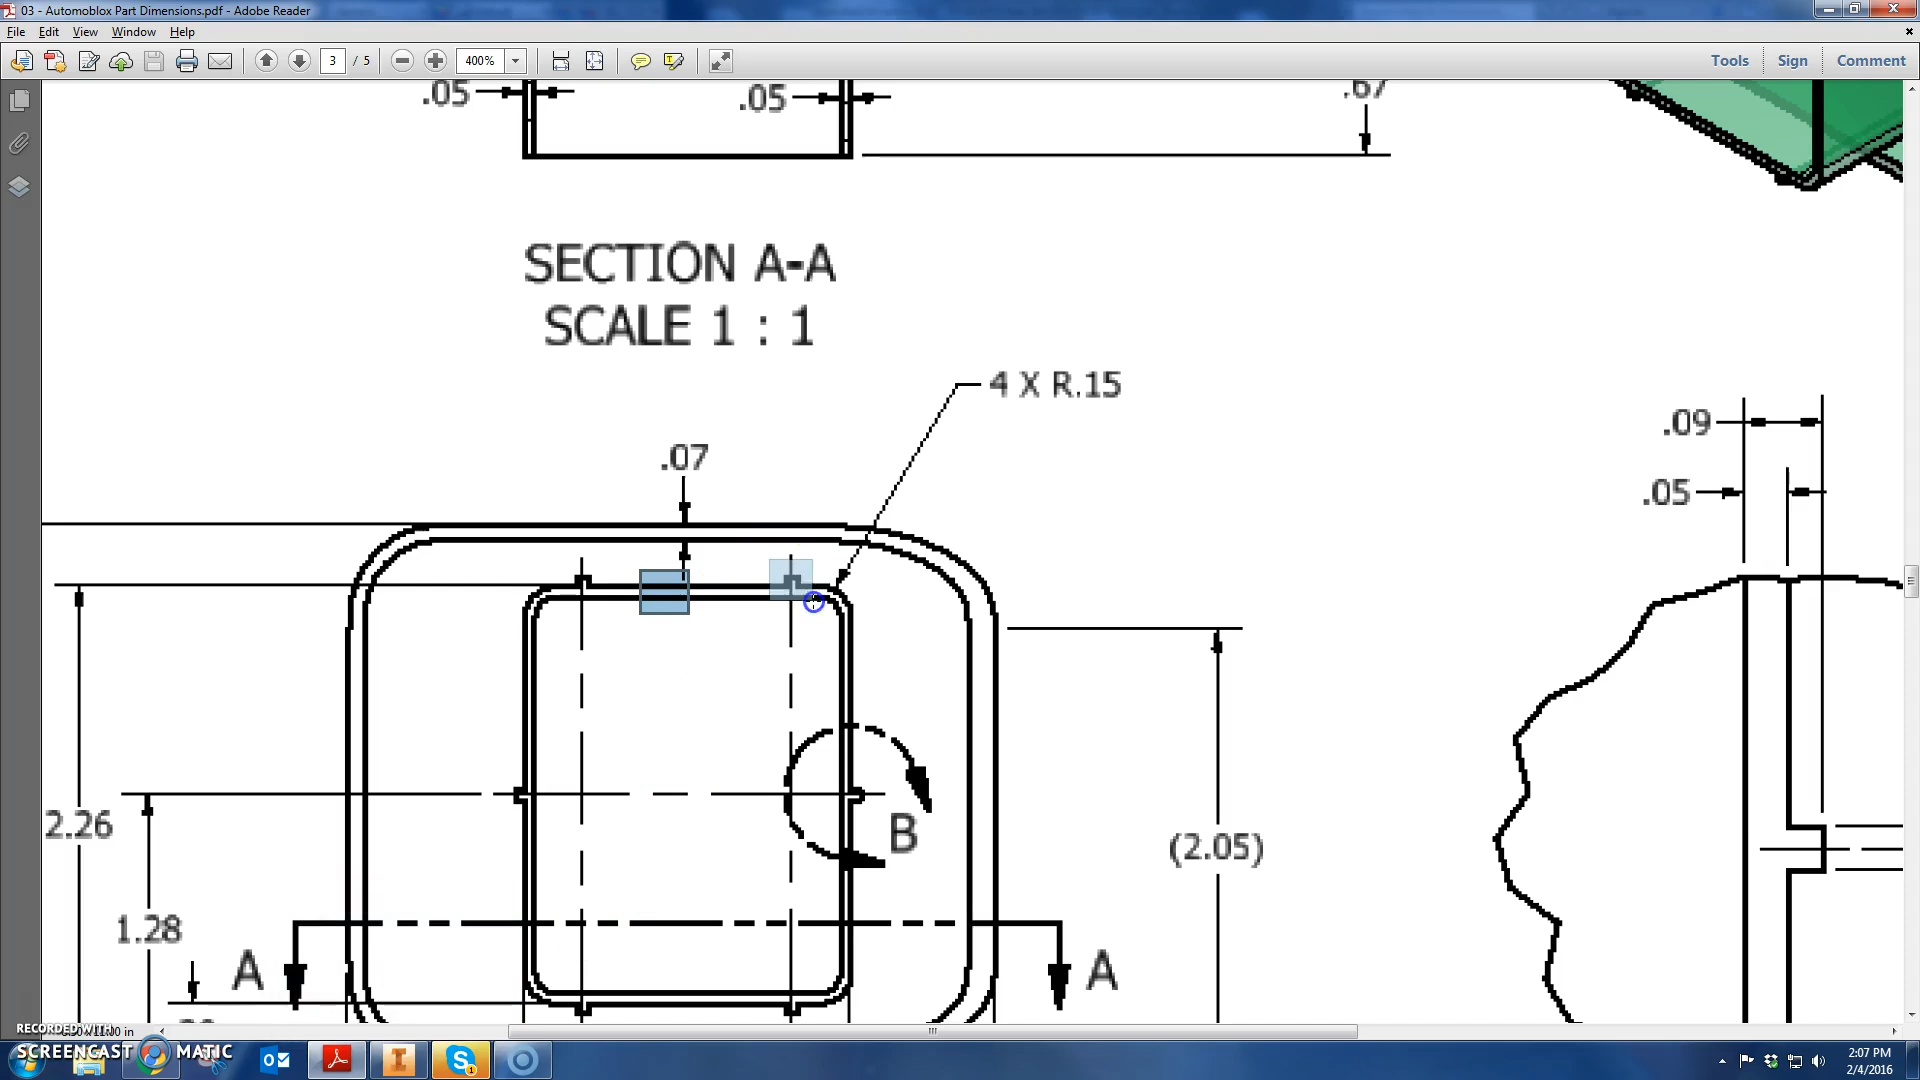 03 - Automoblox Part Dimensions.pdf - Adobe Reader
File Edit View Window Help
3 / 5 400% Tools Sign Comment
.05 .05 .67
SECTION A-A
SCALE 1 : 1
4 X R.15
.07
.09
.05
2.26
B
(2.05)
1.28
A A
RECORDED WITH
SCREENCAST MATIC
2:07 PM
2/4/2016